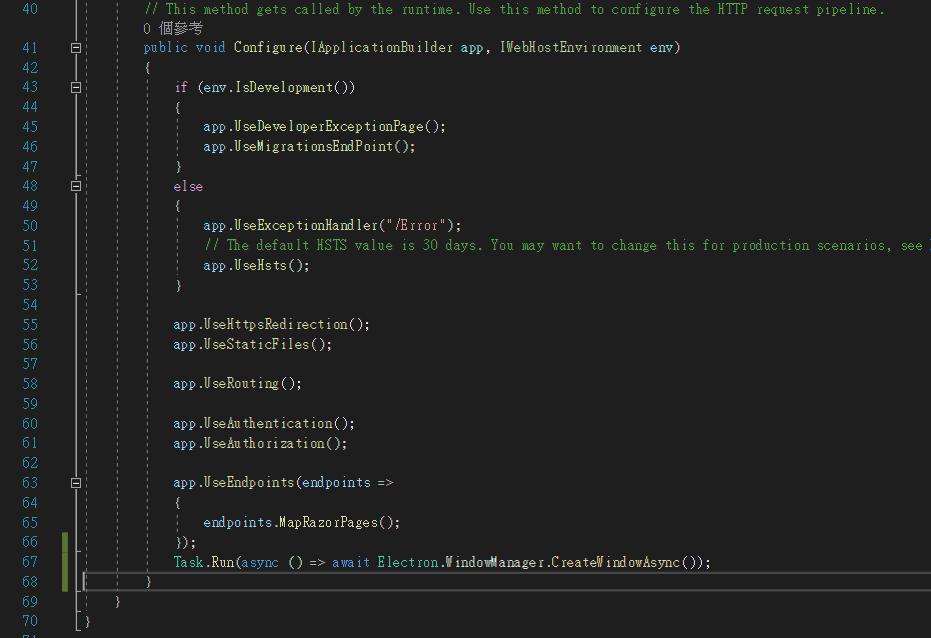 40 // This method gets called by the runtime. Use this method to configure the HTTP request pipeline.
0 個參考
41 public void Configure(IApplicationBuilder app, IWebHostEnvironment env)
42 {
43 if (env.IsDevelopment())
44 {
45 app.UseDeveloperExceptionPage();
46 app.UseMigrationsEndPoint();
47 }
48 else
49 {
50 app.UseExceptionHandler("/Error");
51 // The default HSTS value is 30 days. You may want to change this for production scenarios, see
52 app.UseHsts();
53 }
54
55 app.UseHttpsRedirection();
56 app.UseStaticFiles();
57
58 app.UseRouting();
59
60 app.UseAuthentication();
61 app.UseAuthorization();
62
63 app.UseEndpoints(endpoints =>
64 {
65 endpoints.MapRazorPages();
66 });
67 Task.Run(async () => await Electron.WindowManager.CreateWindowAsync());
68 }
69 }
70 }